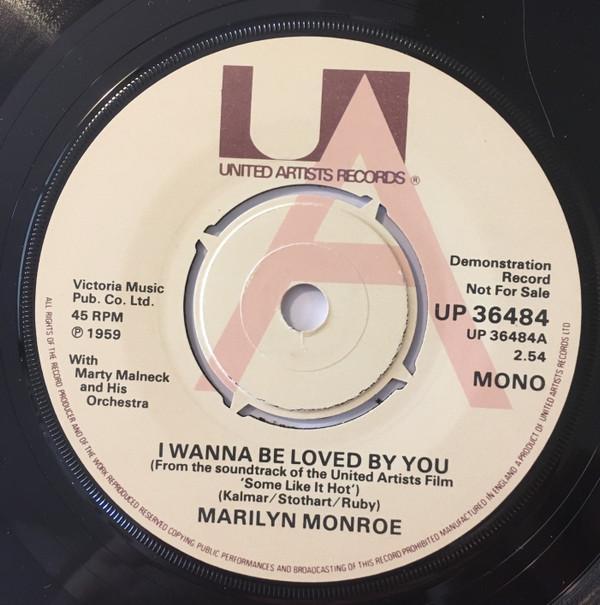 UA
UNITED ARTISTS RECORDS ®
A
Victoria Music
Pub. Co. Ltd.
45 RPM
℗ 1959
With
Marty Malneck
and His
Orchestra
Demonstration
Record
Not For Sale
UP 36484
UP 36484A
2.54
MONO
I WANNA BE LOVED BY YOU
(From the soundtrack of the United Artists Film
'Some Like It Hot')
(Kalmar/Stothart/Ruby)
MARILYN MONROE
ALL RIGHTS OF THE RECORD PRODUCER AND OF THE WORK REPRODUCED RESERVED COPYING, PUBLIC PERFORMANCES AND BROADCASTING OF THIS RECORD PROHIBITED MANUFACTURED IN ENGLAND A PRODUCT OF UNITED ARTISTS RECORDS LTD